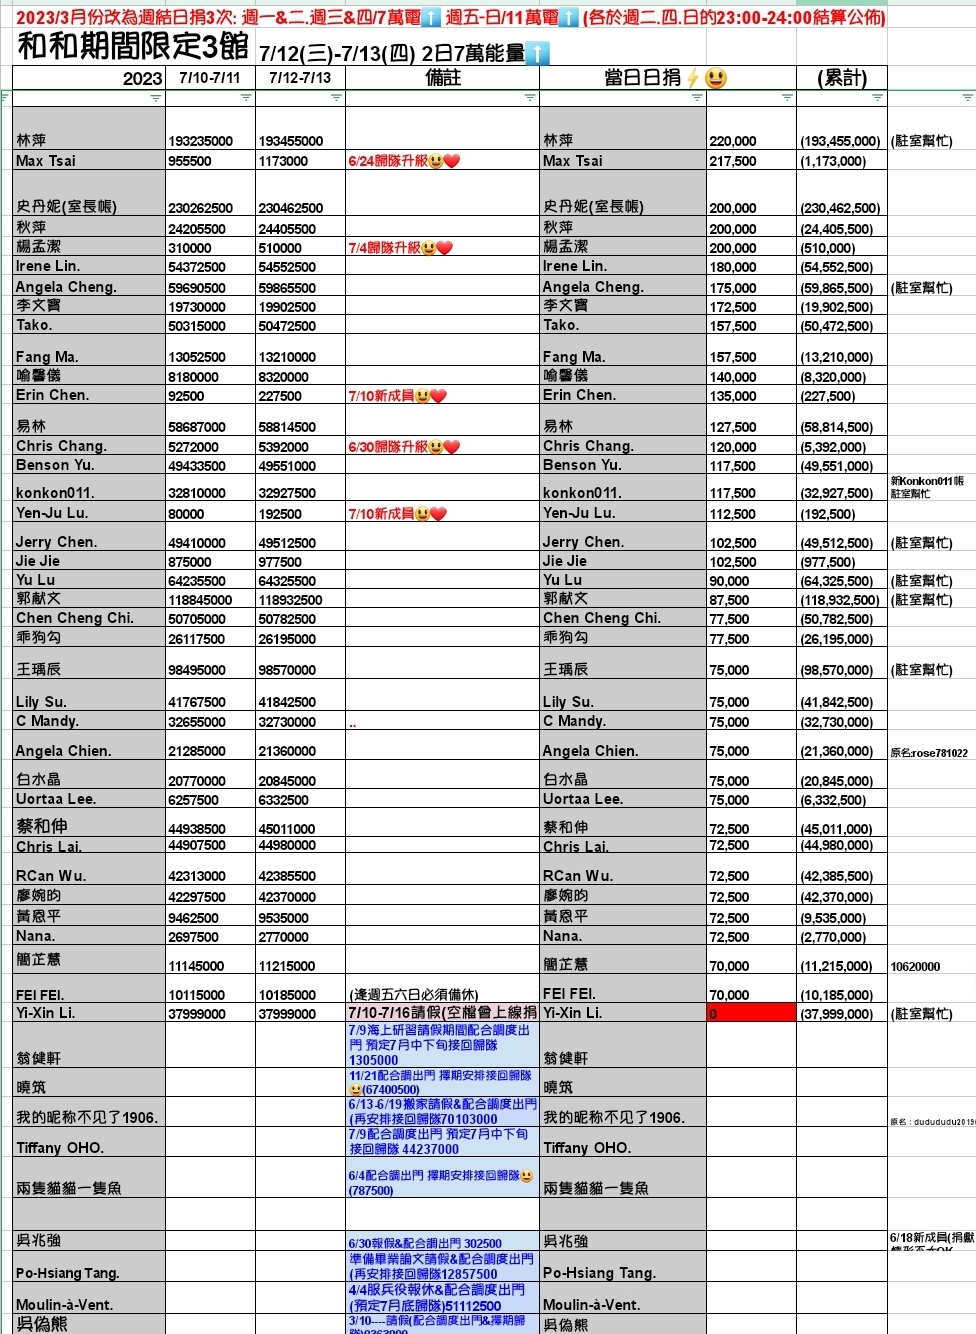 2023/3月份改為週結日捐3次: 週一&二.週三&四/7萬電⬆️ 週五-日/11萬電⬆️ (各於週二.四.日的23:00-24:00結算公佈)
和和期間限定3館 7/12(三)-7/13(四) 2日7萬能量⬆️
2023 7/10-7/11 7/12-7/13 備註 當日日捐⚡😃 (累計)
林萍 193235000 193455000 林萍 220,000 (193,455,000) (駐室幫忙)
Max Tsai 955500 1173000 6/24歸隊升級😃❤️ Max Tsai 217,500 (1,173,000)
史丹妮(室長帳) 230262500 230462500 史丹妮(室長帳) 200,000 (230,462,500)
秋萍 24205500 24405500 秋萍 200,000 (24,405,500)
楊孟潔 310000 510000 7/4歸隊升級😃❤️ 楊孟潔 200,000 (510,000)
Irene Lin. 54372500 54552500 Irene Lin. 180,000 (54,552,500)
Angela Cheng. 59690500 59865500 Angela Cheng. 175,000 (59,865,500) (駐室幫忙)
李文寶 19730000 19902500 李文寶 172,500 (19,902,500)
Tako. 50315000 50472500 Tako. 157,500 (50,472,500)
Fang Ma. 13052500 13210000 Fang Ma. 157,500 (13,210,000)
喻馨儀 8180000 8320000 喻馨儀 140,000 (8,320,000)
Erin Chen. 92500 227500 7/10新成員😃❤️ Erin Chen. 135,000 (227,500)
易林 58687000 58814500 易林 127,500 (58,814,500)
Chris Chang. 5272000 5392000 6/30歸隊升級😃❤️ Chris Chang. 120,000 (5,392,000)
Benson Yu. 49433500 49551000 Benson Yu. 117,500 (49,551,000)
konkon011. 32810000 32927500 konkon011. 117,500 (32,927,500) 新Konkon011帳
駐室幫忙
Yen-Ju Lu. 80000 192500 7/10新成員😃❤️ Yen-Ju Lu. 112,500 (192,500)
Jerry Chen. 49410000 49512500 Jerry Chen. 102,500 (49,512,500) (駐室幫忙)
Jie Jie 875000 977500 Jie Jie 102,500 (977,500)
Yu Lu 64235500 64325500 Yu Lu 90,000 (64,325,500) (駐室幫忙)
郭献文 118845000 118932500 郭献文 87,500 (118,932,500) (駐室幫忙)
Chen Cheng Chi. 50705000 50782500 Chen Cheng Chi. 77,500 (50,782,500)
乖狗勾 26117500 26195000 乖狗勾 77,500 (26,195,000)
王瑀辰 98495000 98570000 王瑀辰 75,000 (98,570,000) (駐室幫忙)
Lily Su. 41767500 41842500 Lily Su. 75,000 (41,842,500)
C Mandy. 32655000 32730000 .. C Mandy. 75,000 (32,730,000)
Angela Chien. 21285000 21360000 Angela Chien. 75,000 (21,360,000) 原名:rose781022
白水晶 20770000 20845000 白水晶 75,000 (20,845,000)
Uortaa Lee. 6257500 6332500 Uortaa Lee. 75,000 (6,332,500)
蔡和伸 44938500 45011000 蔡和伸 72,500 (45,011,000)
Chris Lai. 44907500 44980000 Chris Lai. 72,500 (44,980,000)
RCan Wu. 42313000 42385500 RCan Wu. 72,500 (42,385,500)
廖婉昀 42297500 42370000 廖婉昀 72,500 (42,370,000)
黃恩平 9462500 9535000 黃恩平 72,500 (9,535,000)
Nana. 2697500 2770000 Nana. 72,500 (2,770,000)
簡芷慧 11145000 11215000 簡芷慧 70,000 (11,215,000) 10620000
FEI FEI. 10115000 10185000 (逢週五六日必須備休) FEI FEI. 70,000 (10,185,000)
Yi-Xin Li. 37999000 37999000 7/10-7/16請假(空檔會上線捐 Yi-Xin Li. 0 (37,999,000) (駐室幫忙)
7/9海上研習請假期間配合調度出
門 預定7月中下旬接回歸隊
翁健軒 1305000 翁健軒
11/21配合調出門 擇期安排接回歸隊
曉筑 😃(67400500) 曉筑
6/13-6/19搬家請假&配合調度出門
我的昵称不见了1906. (再安排接回歸隊70103000 我的昵称不见了1906. 原名：dudududu2019
7/9配合調度出門 預定7月中下旬
Tiffany OHO. 接回歸隊 44237000 Tiffany OHO.
6/4配合調出門 擇期安排接回歸隊😃
兩隻貓貓一隻魚 (787500) 兩隻貓貓一隻魚
吳兆強 6/30報假&配合調出門 302500 吳兆強 6/18新成員(捐獻
準備畢業論文請假&配合調度出門
Po-Hsiang Tang. (再安排接回歸隊12857500 Po-Hsiang Tang.
4/4服兵役報休&配合調度出門
Moulin-à-Vent. (預定7月底歸隊)51112500 Moulin-à-Vent.
吳偽熊 3/10----請假(配合調度出門&擇期歸 吳偽熊